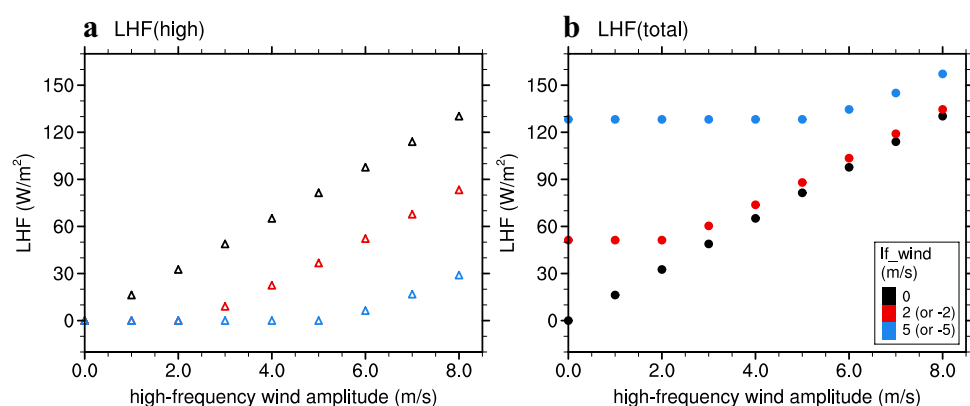 a LHF(high)
LHF (W/m²)
150
120
90
60
30
0
0.0 2.0 4.0 6.0 8.0
high-frequency wind amplitude (m/s)
b LHF(total)
LHF (W/m²)
150
120
90
60
30
0
0.0 2.0 4.0 6.0 8.0
high-frequency wind amplitude (m/s)
lf_wind
(m/s)
0
2 (or -2)
5 (or -5)